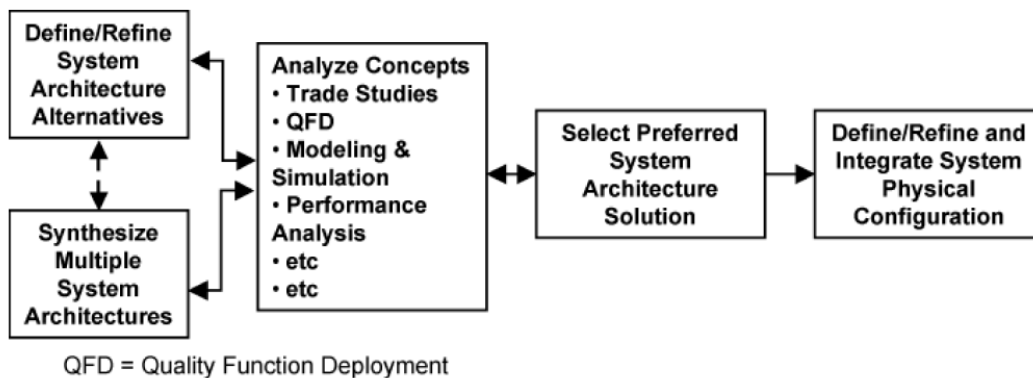 Define/Refine
System
Architecture
Alternatives
Synthesize
Multiple
System
Architectures
Analyze Concepts
• Trade Studies
• QFD
• Modeling &
Simulation
• Performance
Analysis
• etc
• etc
Select Preferred
System
Architecture
Solution
Define/Refine and
Integrate System
Physical
Configuration
QFD = Quality Function Deployment